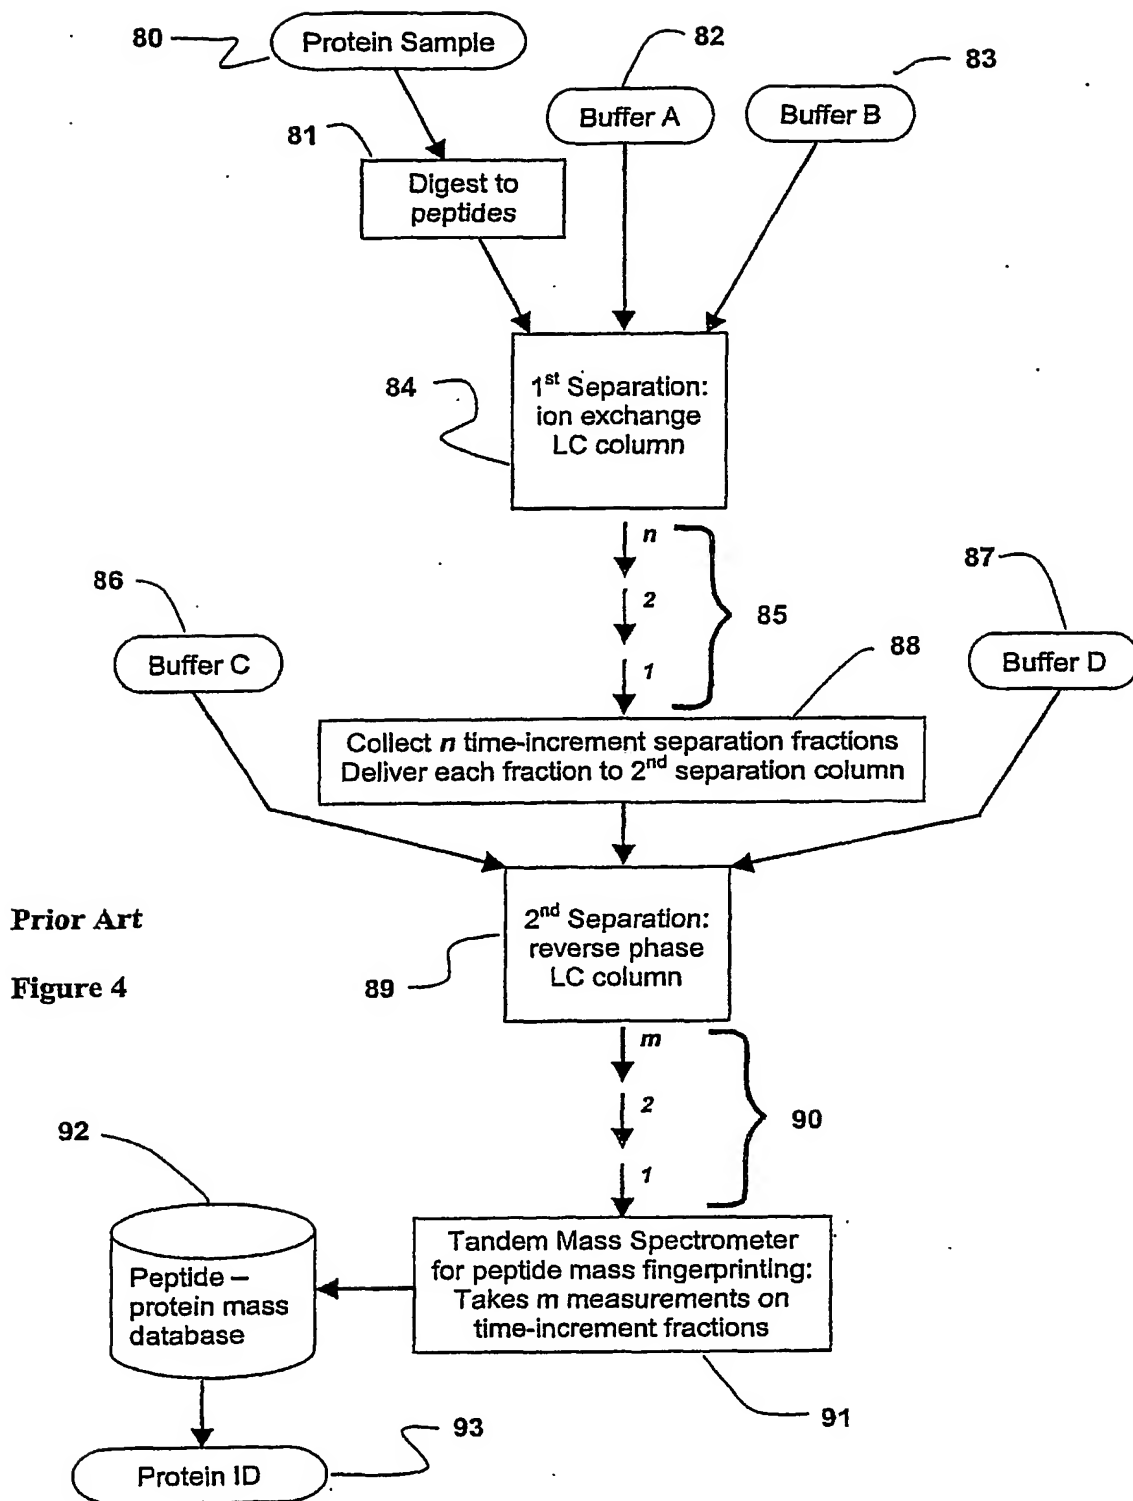 80
Protein Sample
82
83
Buffer A
Buffer B
81
Digest to
peptides
84
1st Separation:
ion exchange
LC column
n
2
1
85
86
Buffer C
87
Buffer D
88
Collect n time-increment separation fractions
Deliver each fraction to 2nd separation column
Prior Art
Figure 4
2nd Separation:
reverse phase
LC column
89
m
2
1
90
92
Peptide –
protein mass
database
Tandem Mass Spectrometer
for peptide mass fingerprinting:
Takes m measurements on
time-increment fractions
91
93
Protein ID